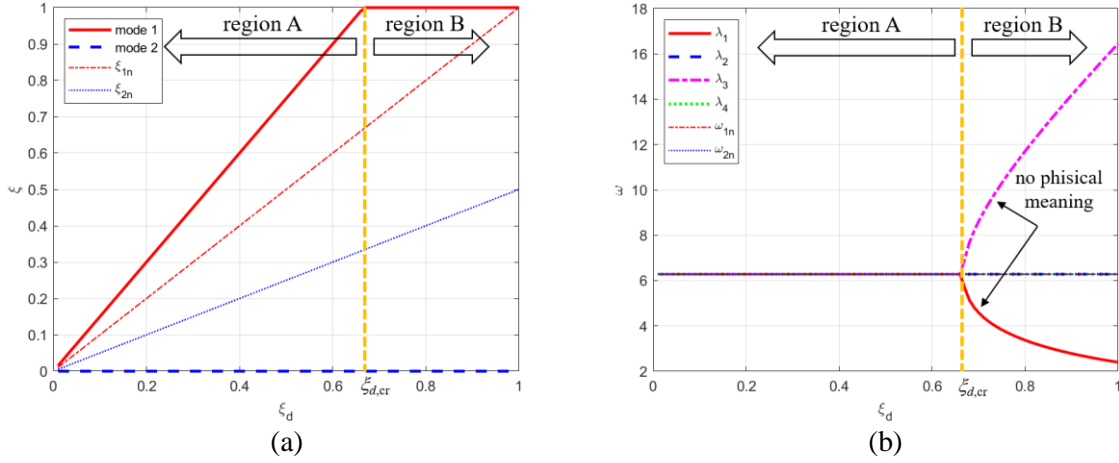 region A
region B
mode 1
mode 2
ξ1n
ξ2n
1
0.9
0.8
0.7
0.6
0.5
0.4
0.3
0.2
0.1
0
ξ
0
0.2
0.4
0.6
ξd,cr
0.8
1
ξd
(a)
region A
region B
λ1
λ2
λ3
λ4
ω1n
ω2n
no phisical
meaning
18
16
14
12
10
8
6
4
2
ω
0
0.2
0.4
0.6
ξd,cr
0.8
1
ξd
(b)